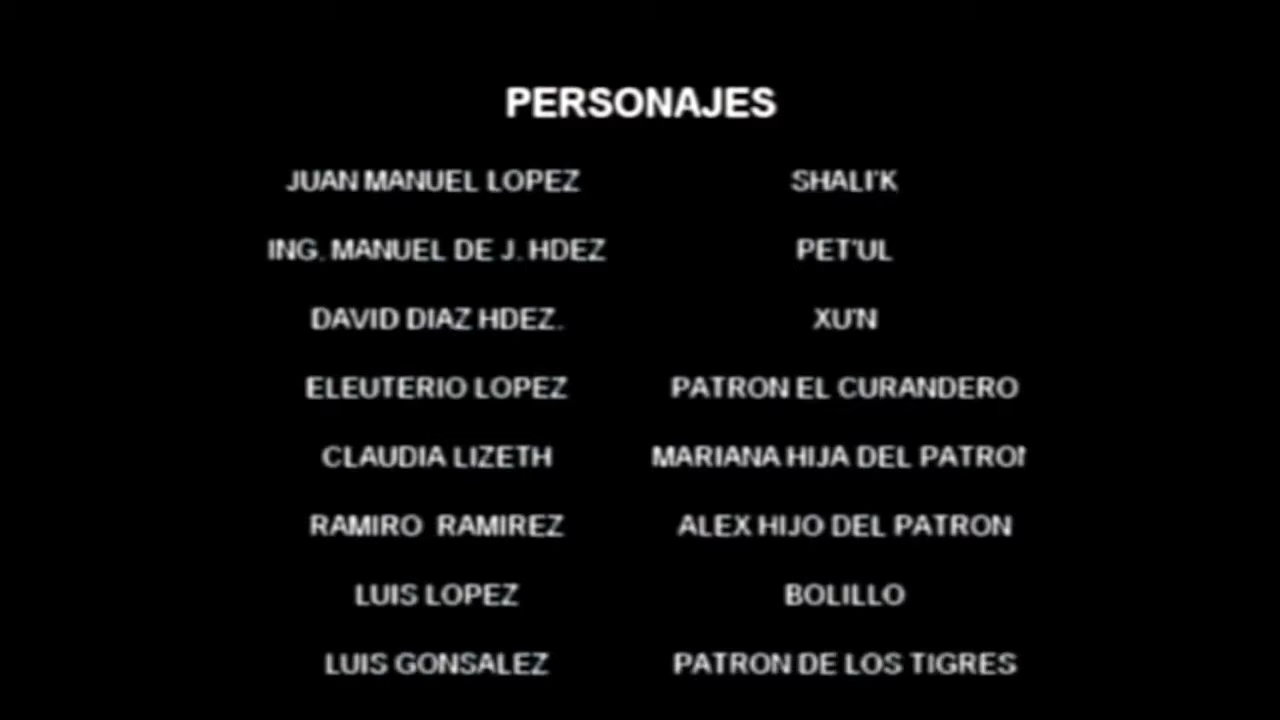 PERSONAJES
JUAN MANUEL LOPEZ SHALI'K
ING. MANUEL DE J. HDEZ PET'UL
DAVID DIAZ HDEZ. XU'N
ELEUTERIO LOPEZ PATRON EL CURANDERO
CLAUDIA LIZETH MARIANA HIJA DEL PATRON
RAMIRO RAMIREZ ALEX HIJO DEL PATRON
LUIS LOPEZ BOLILLO
LUIS GONSALEZ PATRON DE LOS TIGRES